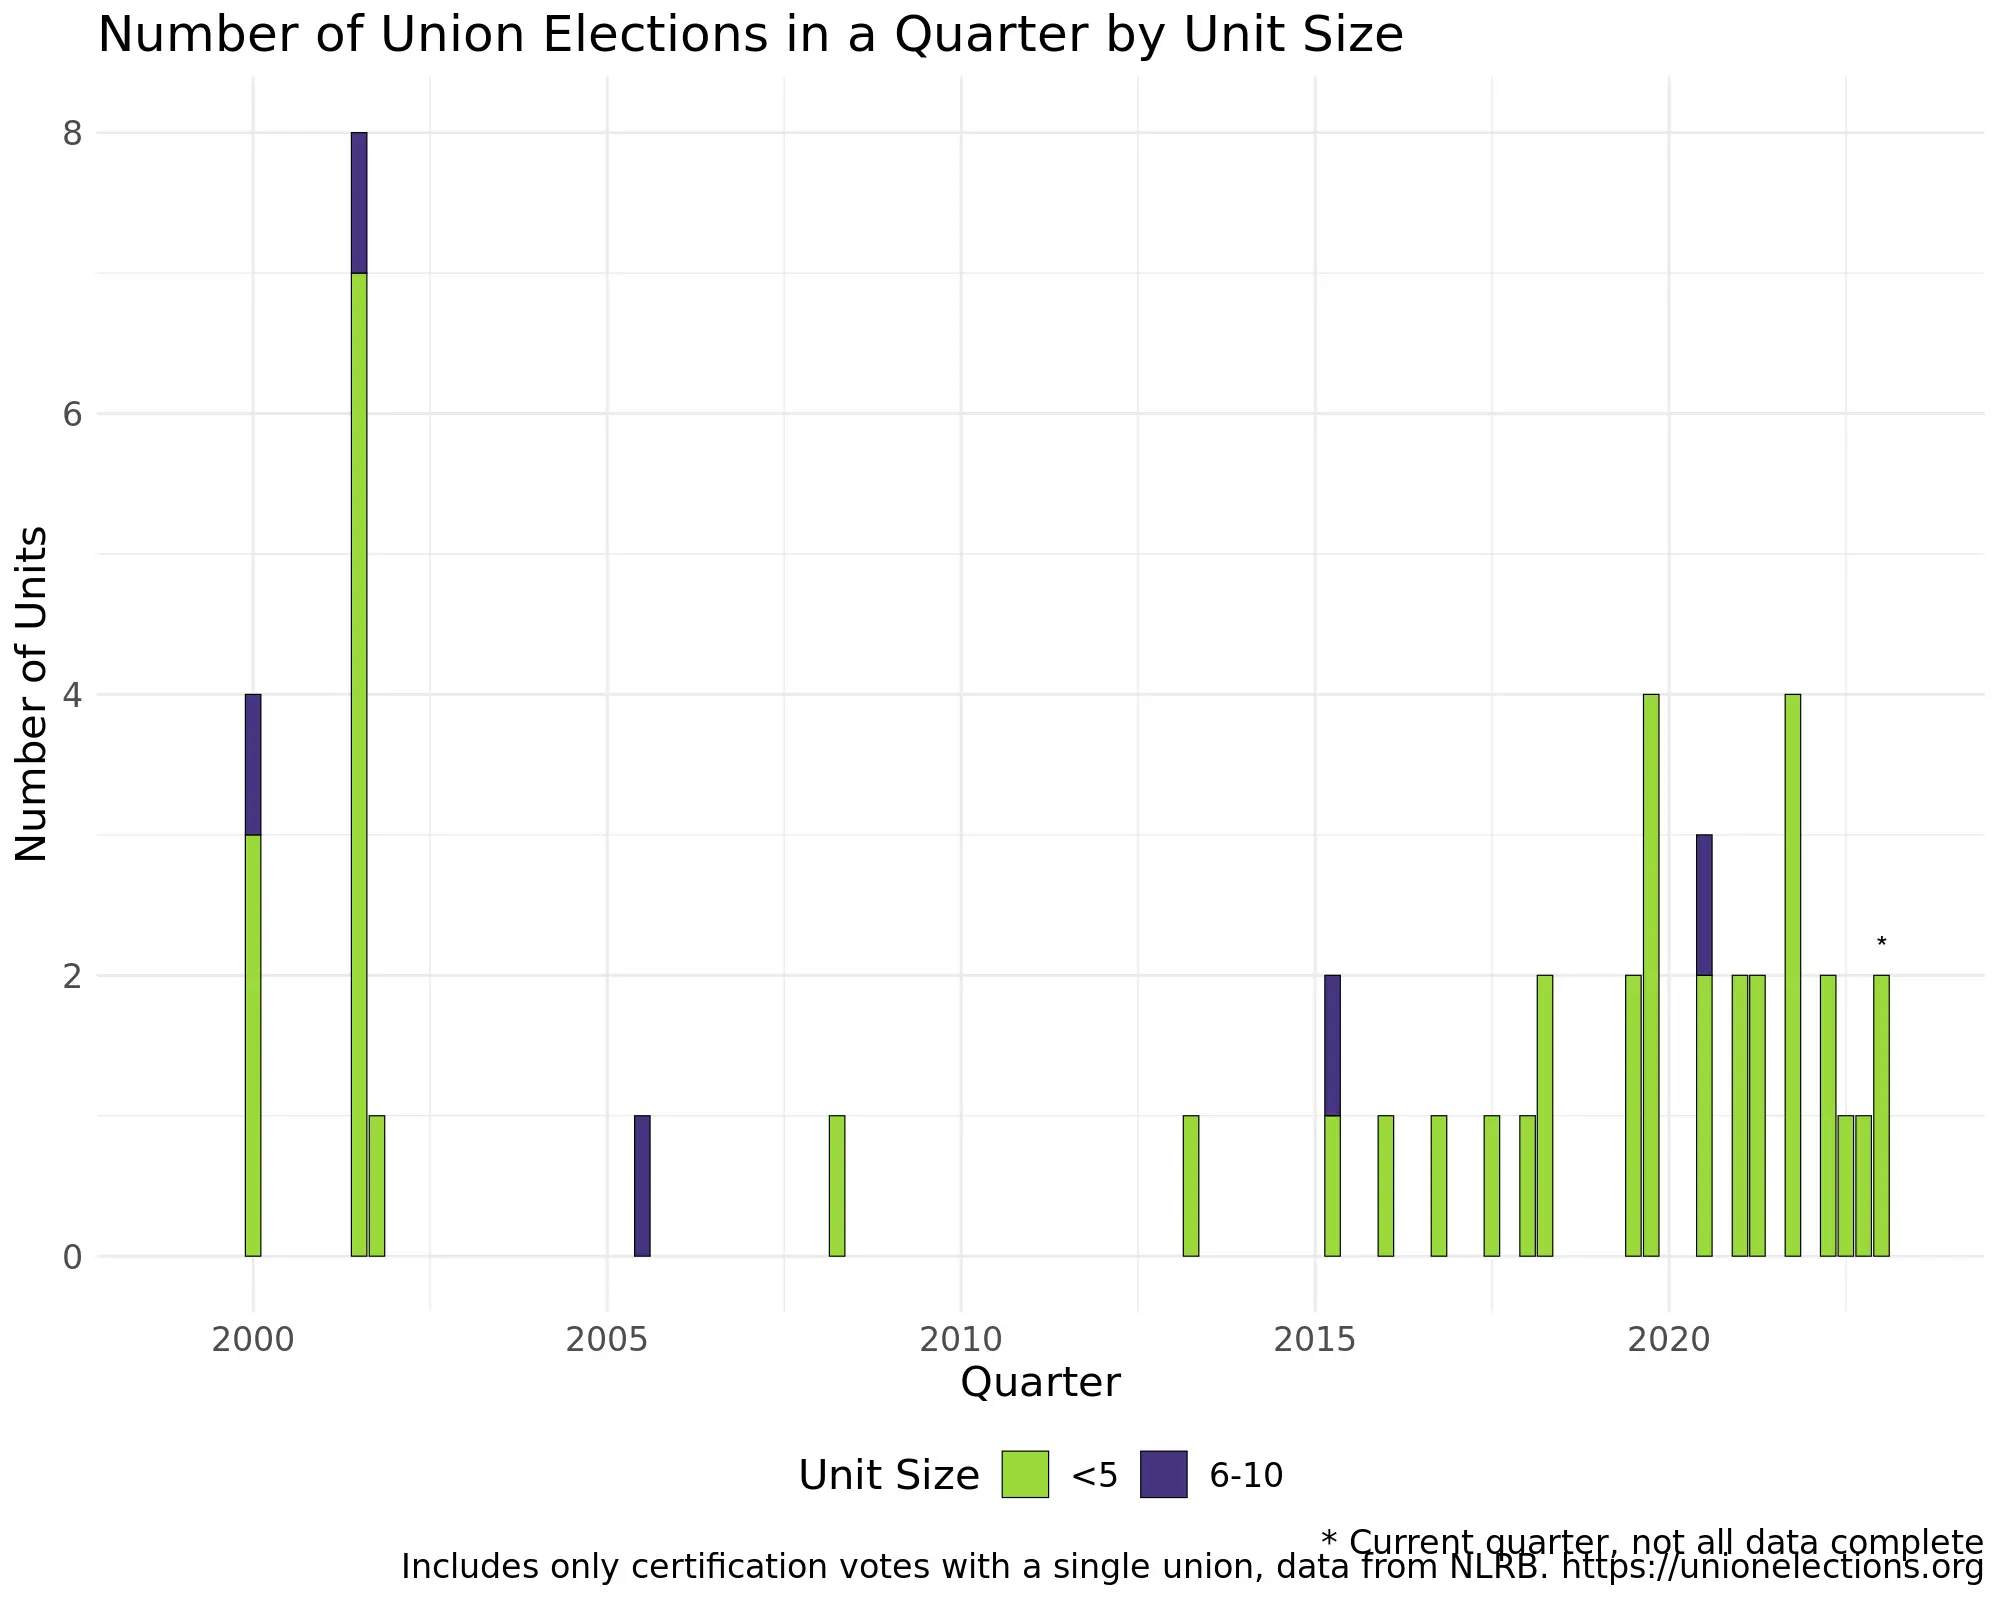 Number of Union Elections in a Quarter by Unit Size
Number of Units
8
6
4
2
0
*
2000 2005 2010 2015 2020
Quarter
Unit Size <5 6-10
* Current quarter, not all data complete
Includes only certification votes with a single union, data from NLRB. https://unionelections.org